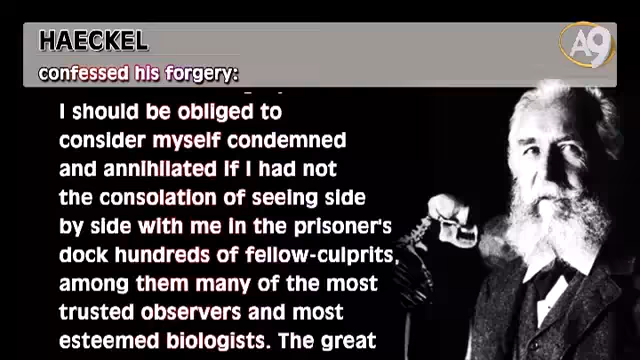 HAECKEL
A9
confessed his forgery:
I should be obliged to
consider myself condemned
and annihilated if I had not
the consolation of seeing side
by side with me in the prisoner's
dock hundreds of fellow-culprits,
among them many of the most
trusted observers and most
esteemed biologists. The great